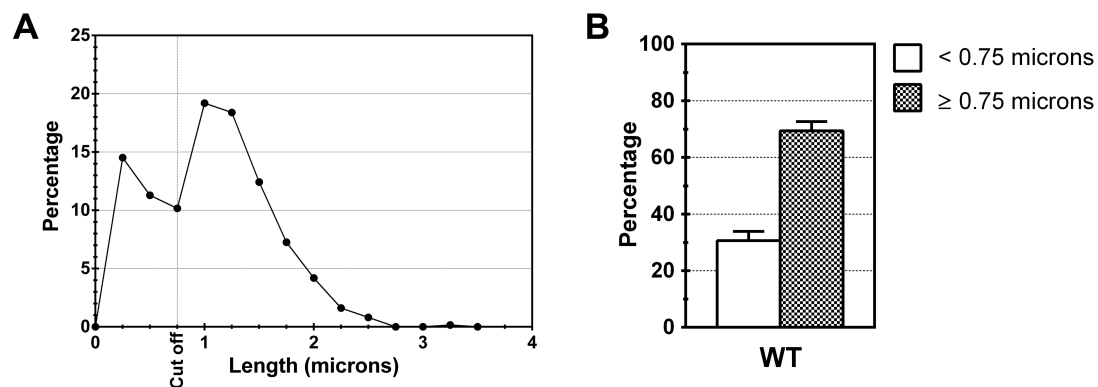 A
25
20
15
10
5
0
Percentage
0
Cut off
1
2
3
4
Length (microns)
B
100
80
60
40
20
0
Percentage
WT
< 0.75 microns
≥ 0.75 microns